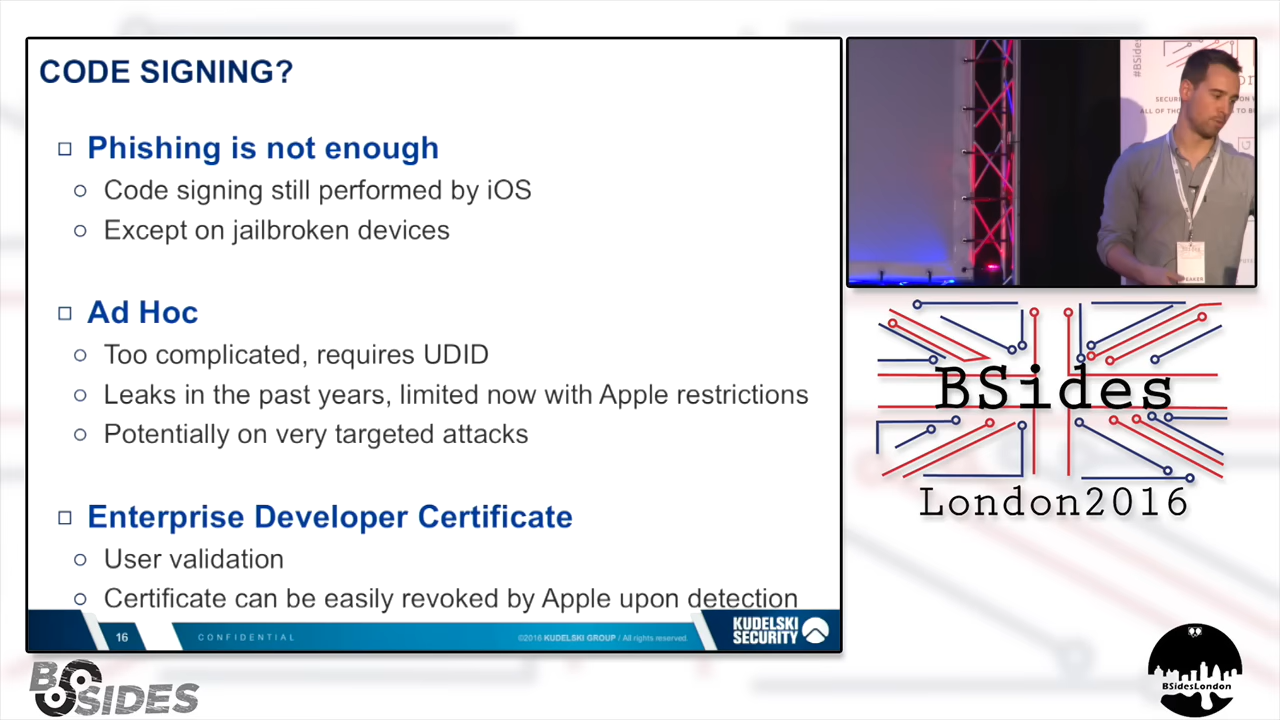 CODE SIGNING?
Phishing is not enough
Code signing still performed by iOS
Except on jailbroken devices
Ad Hoc
Too complicated, requires UDID
Leaks in the past years, limited now with Apple restrictions
Potentially on very targeted attacks
Enterprise Developer Certificate
User validation
Certificate can be easily revoked by Apple upon detection
16
CONFIDENTIAL
©2016 KUDELSKI GROUP / All rights reserved.
KUDELSKI
SECURITY
#BSides
BSides
London2016
BSIDES
BSidesLondon